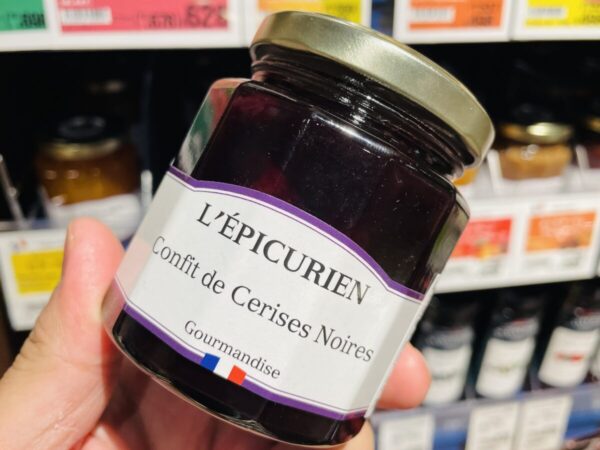 L'ÉPICURIEN
Confit de Cerises Noires
Gourmandise